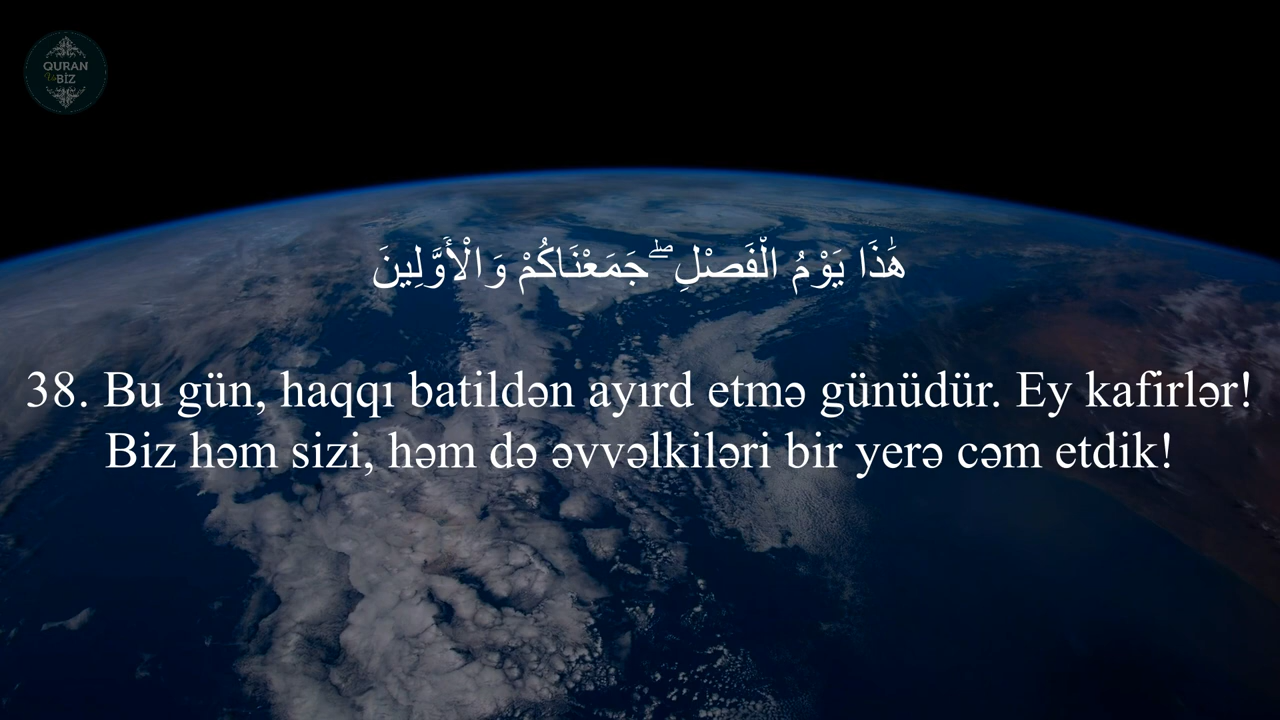 QURAN
Və BİZ
هَٰذَا يَوْمُ الْفَصْلِ ۖ جَمَعْنَاكُمْ وَالْأَوَّلِينَ
38. Bu gün, haqqı batildən ayırd etmə günüdür. Ey kafirlər!
Biz həm sizi, həm də əvvəlkiləri bir yerə cəm etdik!